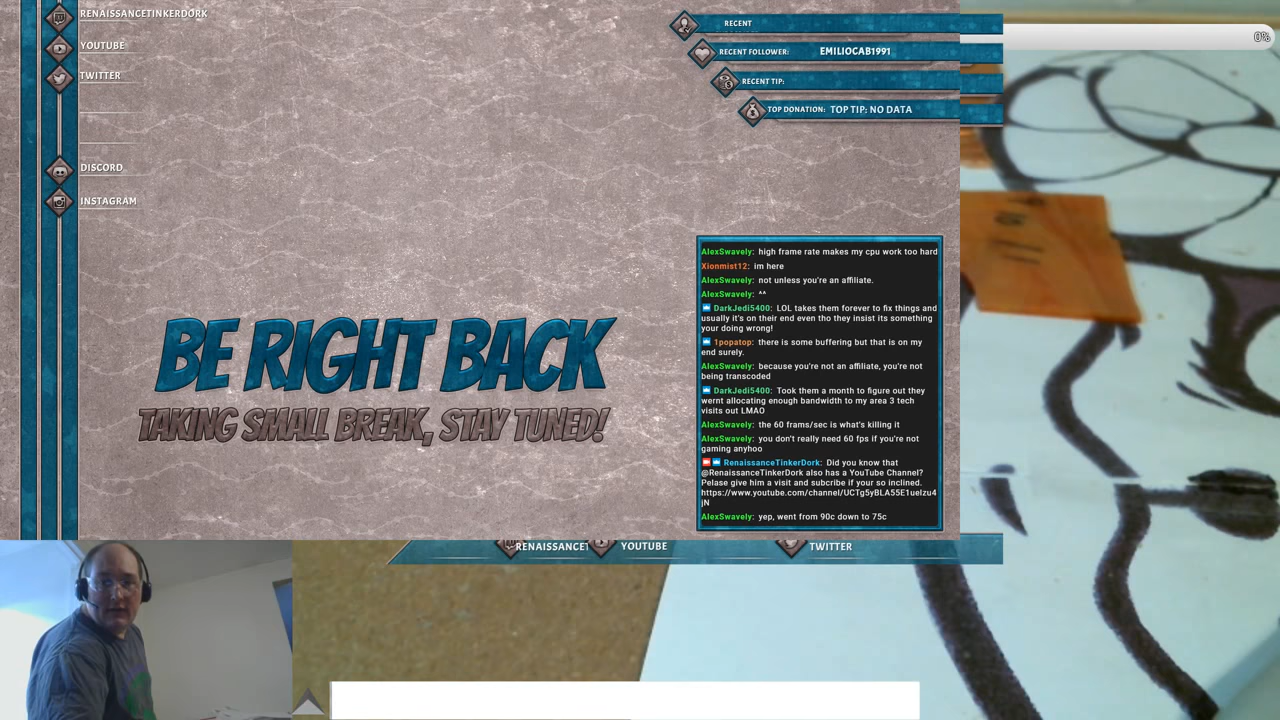 RENAISSANCETINKERDORK
YOUTUBE
TWITTER
DISCORD
INSTAGRAM
RECENT
RECENT FOLLOWER: EMILIOCAB1991
RECENT TIP:
TOP DONATION: TOP TIP: NO DATA
0%
BE RIGHT BACK
TAKING SMALL BREAK, STAY TUNED!
AlexSwavely: high frame rate makes my cpu work too hard
Xionmist12: im here
AlexSwavely: not unless you're an affiliate.
AlexSwavely: ^^
DarkJedi5400: LOL takes them forever to fix things and
usually it's on their end even tho they insist its something
your doing wrong!
1popatop: there is some buffering but that is on my
end surely.
AlexSwavely: because you're not an affiliate, you're not
being transcoded
DarkJedi5400: Took them a month to figure out they
wernt allocating enough bandwidth to my area 3 tech
visits out LMAO
AlexSwavely: the 60 frams/sec is what's killing it
AlexSwavely: you don't really need 60 fps if you're not
gaming anyhoo
RenaissanceTinkerDork: Did you know that
@RenaissanceTinkerDork also has a YouTube Channel?
Pelase give him a visit and subcribe if your so inclined.
https://www.youtube.com/channel/UCTg5yBLA55E1ueIzu4
jN
AlexSwavely: yep, went from 90c down to 75c
RENAISSANCET
YOUTUBE
TWITTER